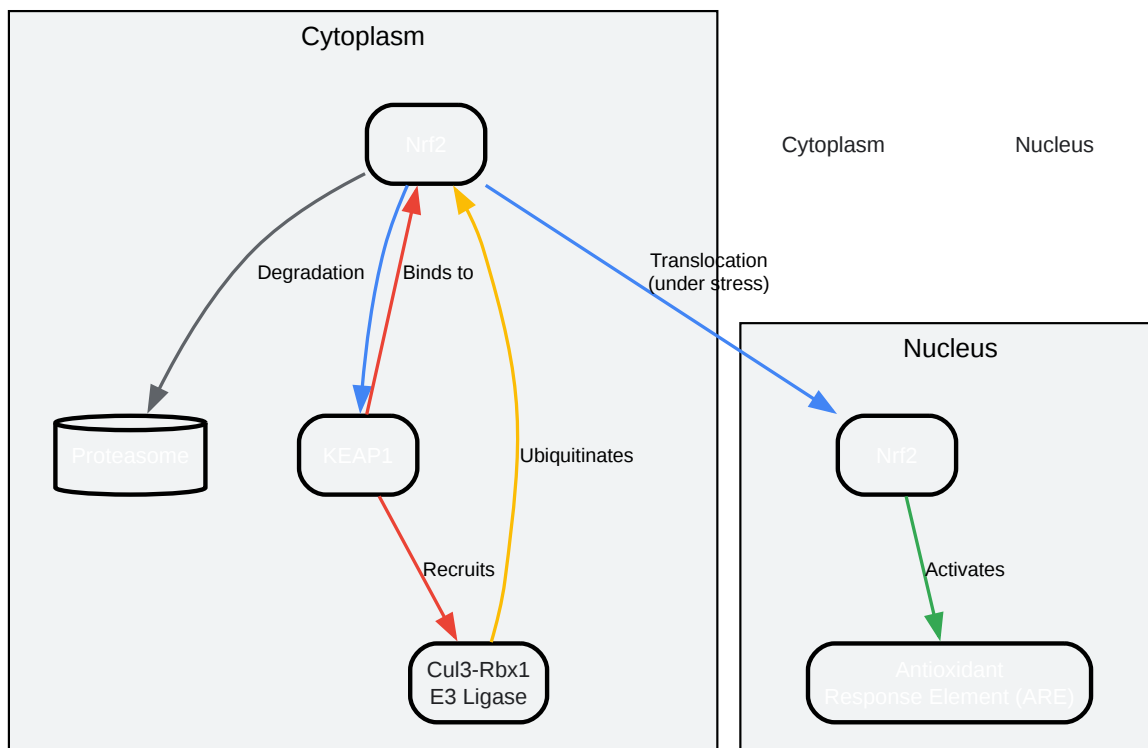 Cytoplasm
Nrf2
Cytoplasm
Nucleus
Translocation
(under stress)
Degradation
Binds to
Nucleus
Proteasome
KEAP1
Ubiquitinates
Nrf2
Recruits
Activates
Cul3-Rbx1
E3 Ligase
Antioxidant
Response Element (ARE)